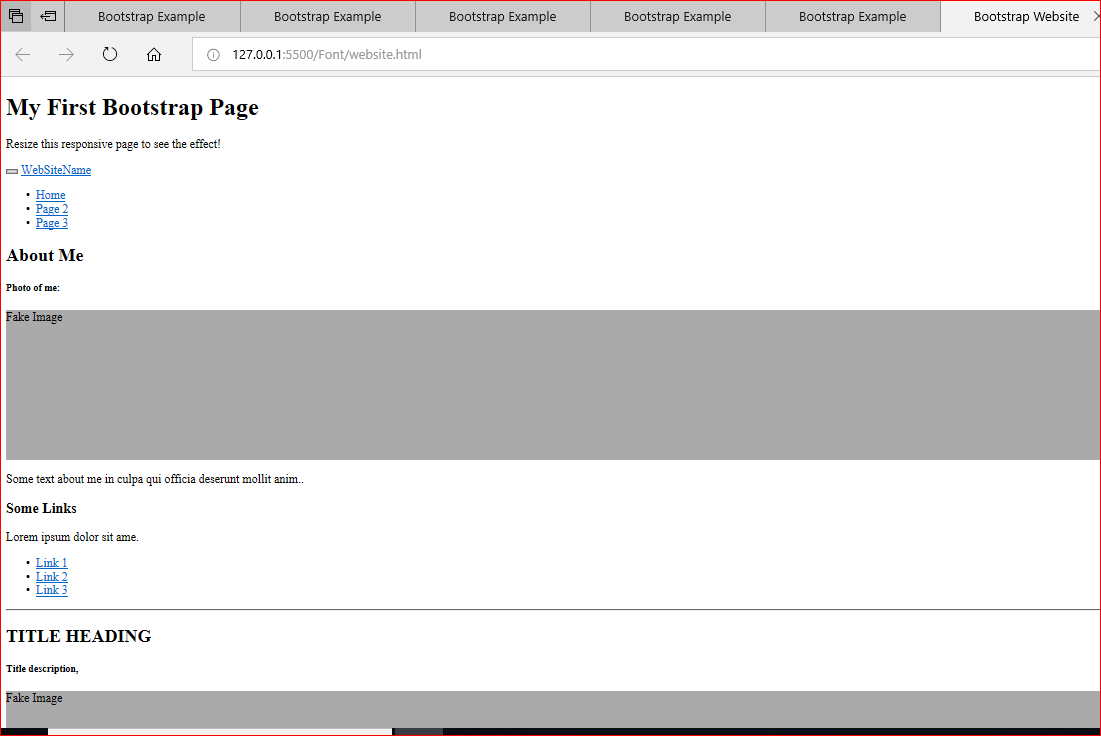 Bootstrap Example Bootstrap Example Bootstrap Example Bootstrap Example Bootstrap Example Bootstrap Website
127.0.0.1:5500/Font/website.html
My First Bootstrap Page
Resize this responsive page to see the effect!
WebSiteName
• Home
• Page 2
• Page 3
About Me
Photo of me:
Fake Image
Some text about me in culpa qui officia deserunt mollit anim..
Some Links
Lorem ipsum dolor sit ame.
• Link 1
• Link 2
• Link 3
TITLE HEADING
Title description,
Fake Image